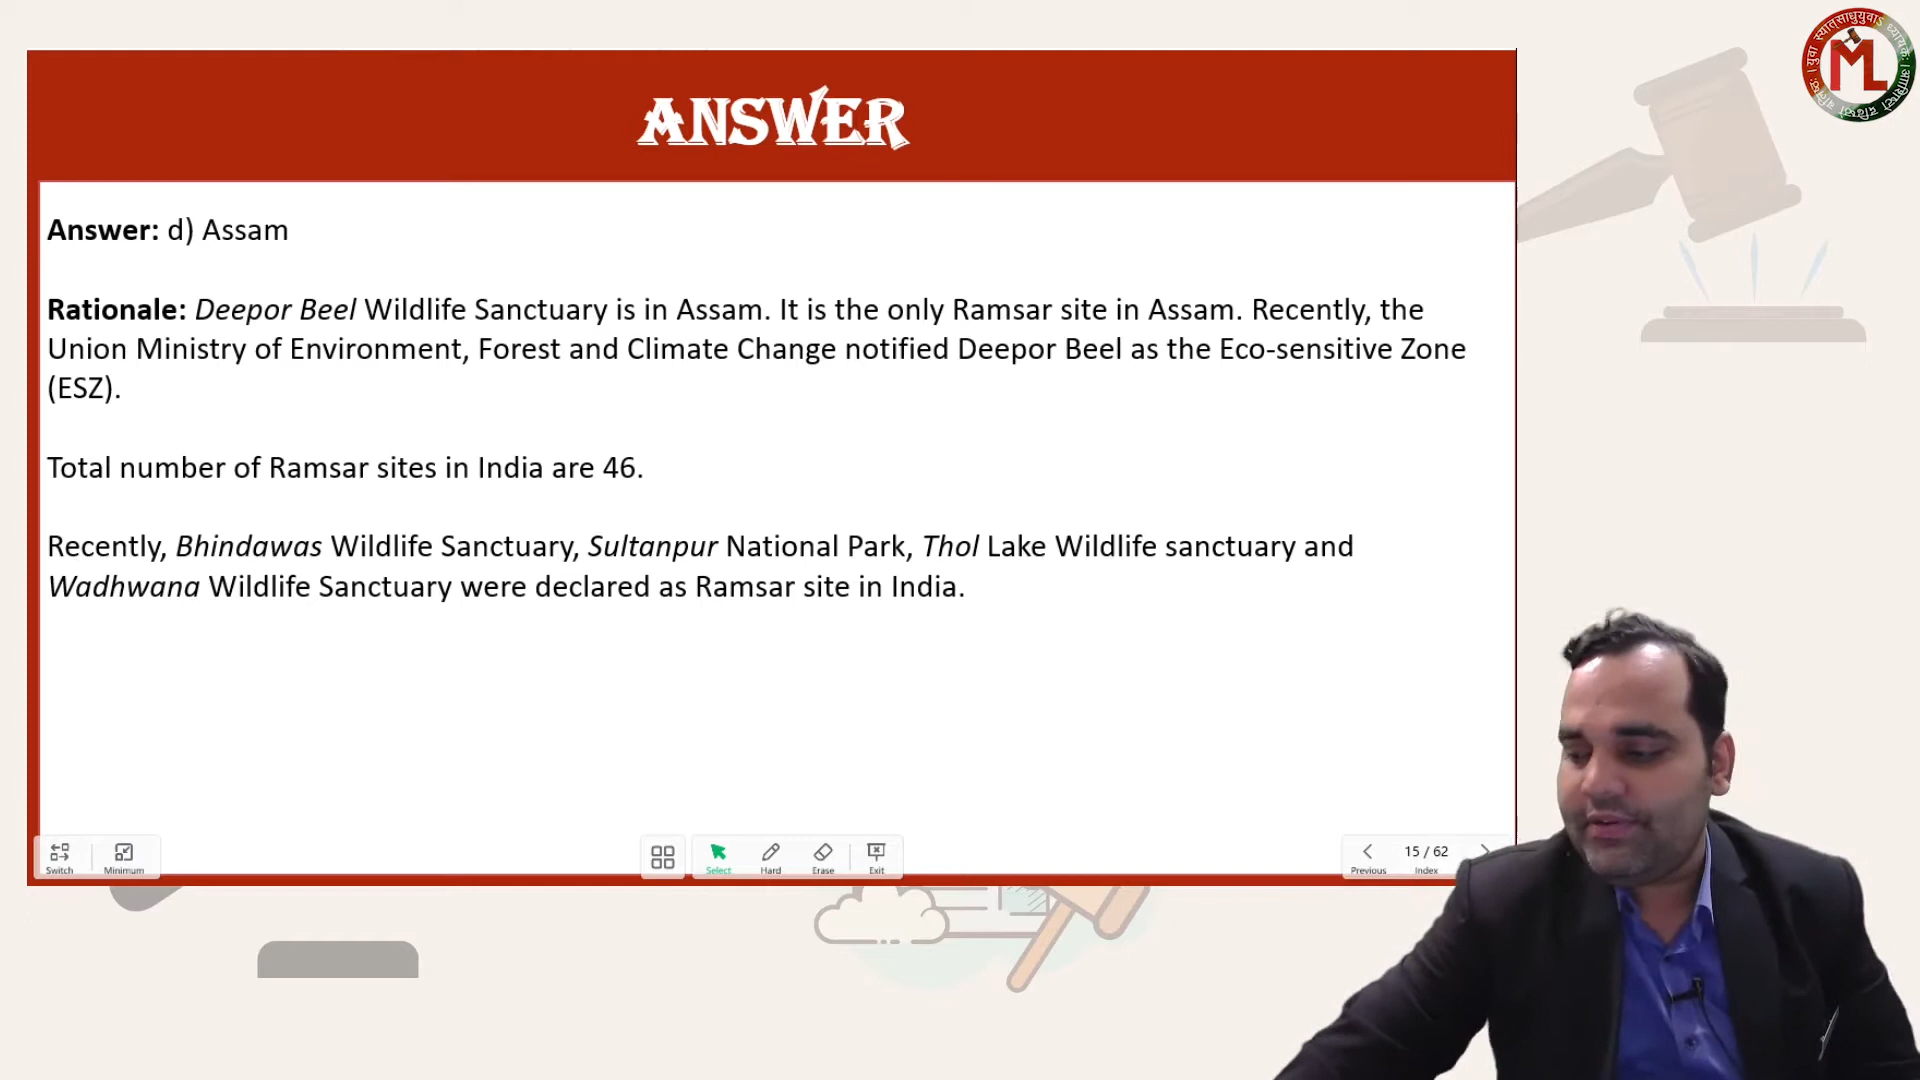 ANSWER
Answer: d) Assam
Rationale: Deepor Beel Wildlife Sanctuary is in Assam. It is the only Ramsar site in Assam. Recently, the
Union Ministry of Environment, Forest and Climate Change notified Deepor Beel as the Eco-sensitive Zone
(ESZ).
Total number of Ramsar sites in India are 46.
Recently, Bhindawas Wildlife Sanctuary, Sultanpur National Park, Thol Lake Wildlife sanctuary and
Wadhwana Wildlife Sanctuary were declared as Ramsar site in India.
Switch
Minimum
Select
Hard
Erase
Exit
15 / 62
Previous
Index
ML